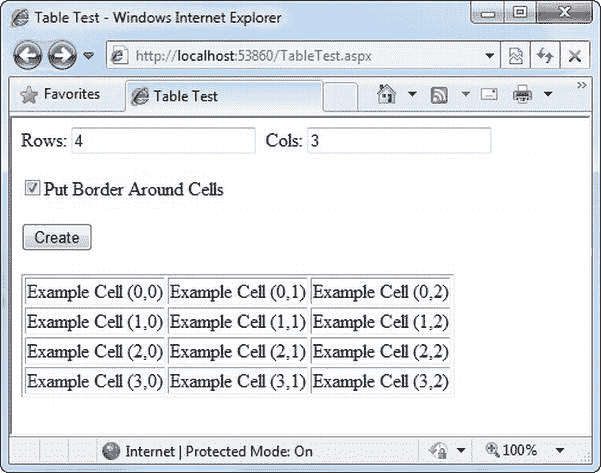 Table Test - Windows Internet Explorer
http://localhost:53860/TableTest.aspx
Favorites Table Test
Rows: 4 Cols: 3
Put Border Around Cells
Create
Example Cell (0,0) Example Cell (0,1) Example Cell (0,2)
Example Cell (1,0) Example Cell (1,1) Example Cell (1,2)
Example Cell (2,0) Example Cell (2,1) Example Cell (2,2)
Example Cell (3,0) Example Cell (3,1) Example Cell (3,2)
Internet | Protected Mode: On 100%